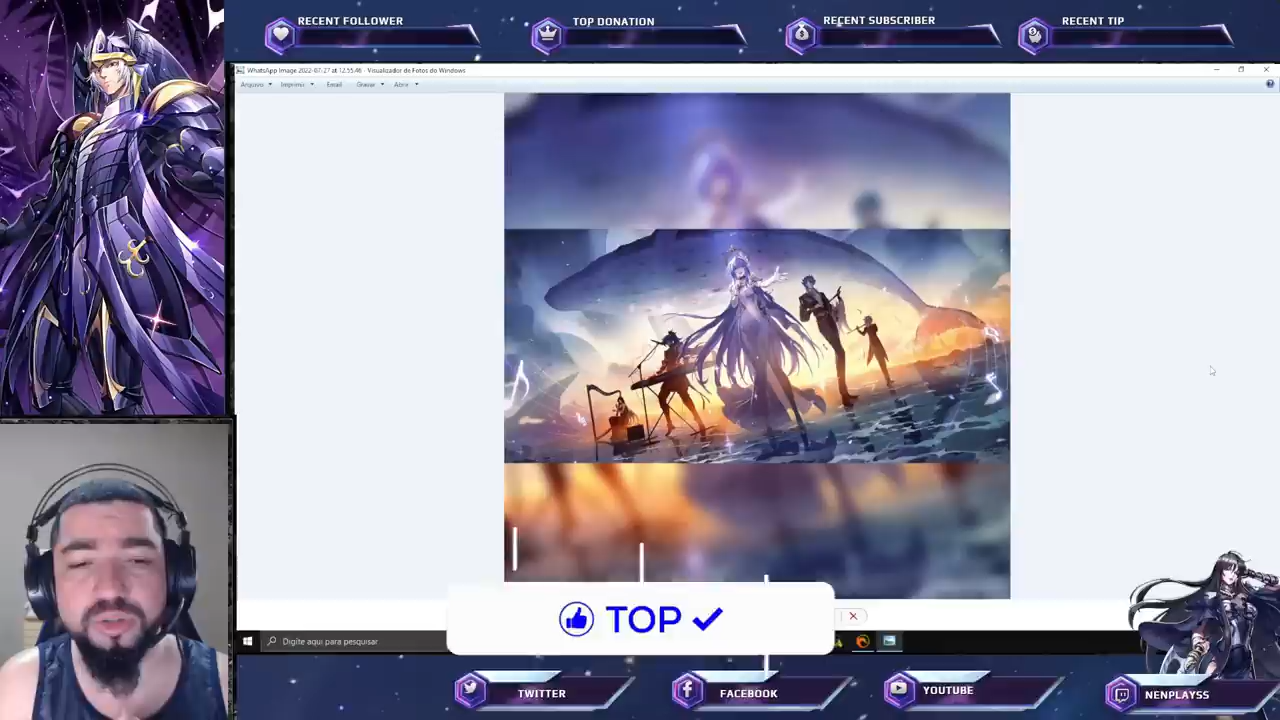 RECENT FOLLOWER
TOP DONATION
RECENT SUBSCRIBER
RECENT TIP
WhatsApp Image 2022-07-27 at 12.55.46 - Visualizador de Fotos do Windows
Arquivo Imprimir Email Gravar Abrir
TOP
Digite aqui para pesquisar
TWITTER
FACEBOOK
YOUTUBE
NENPLAYSS